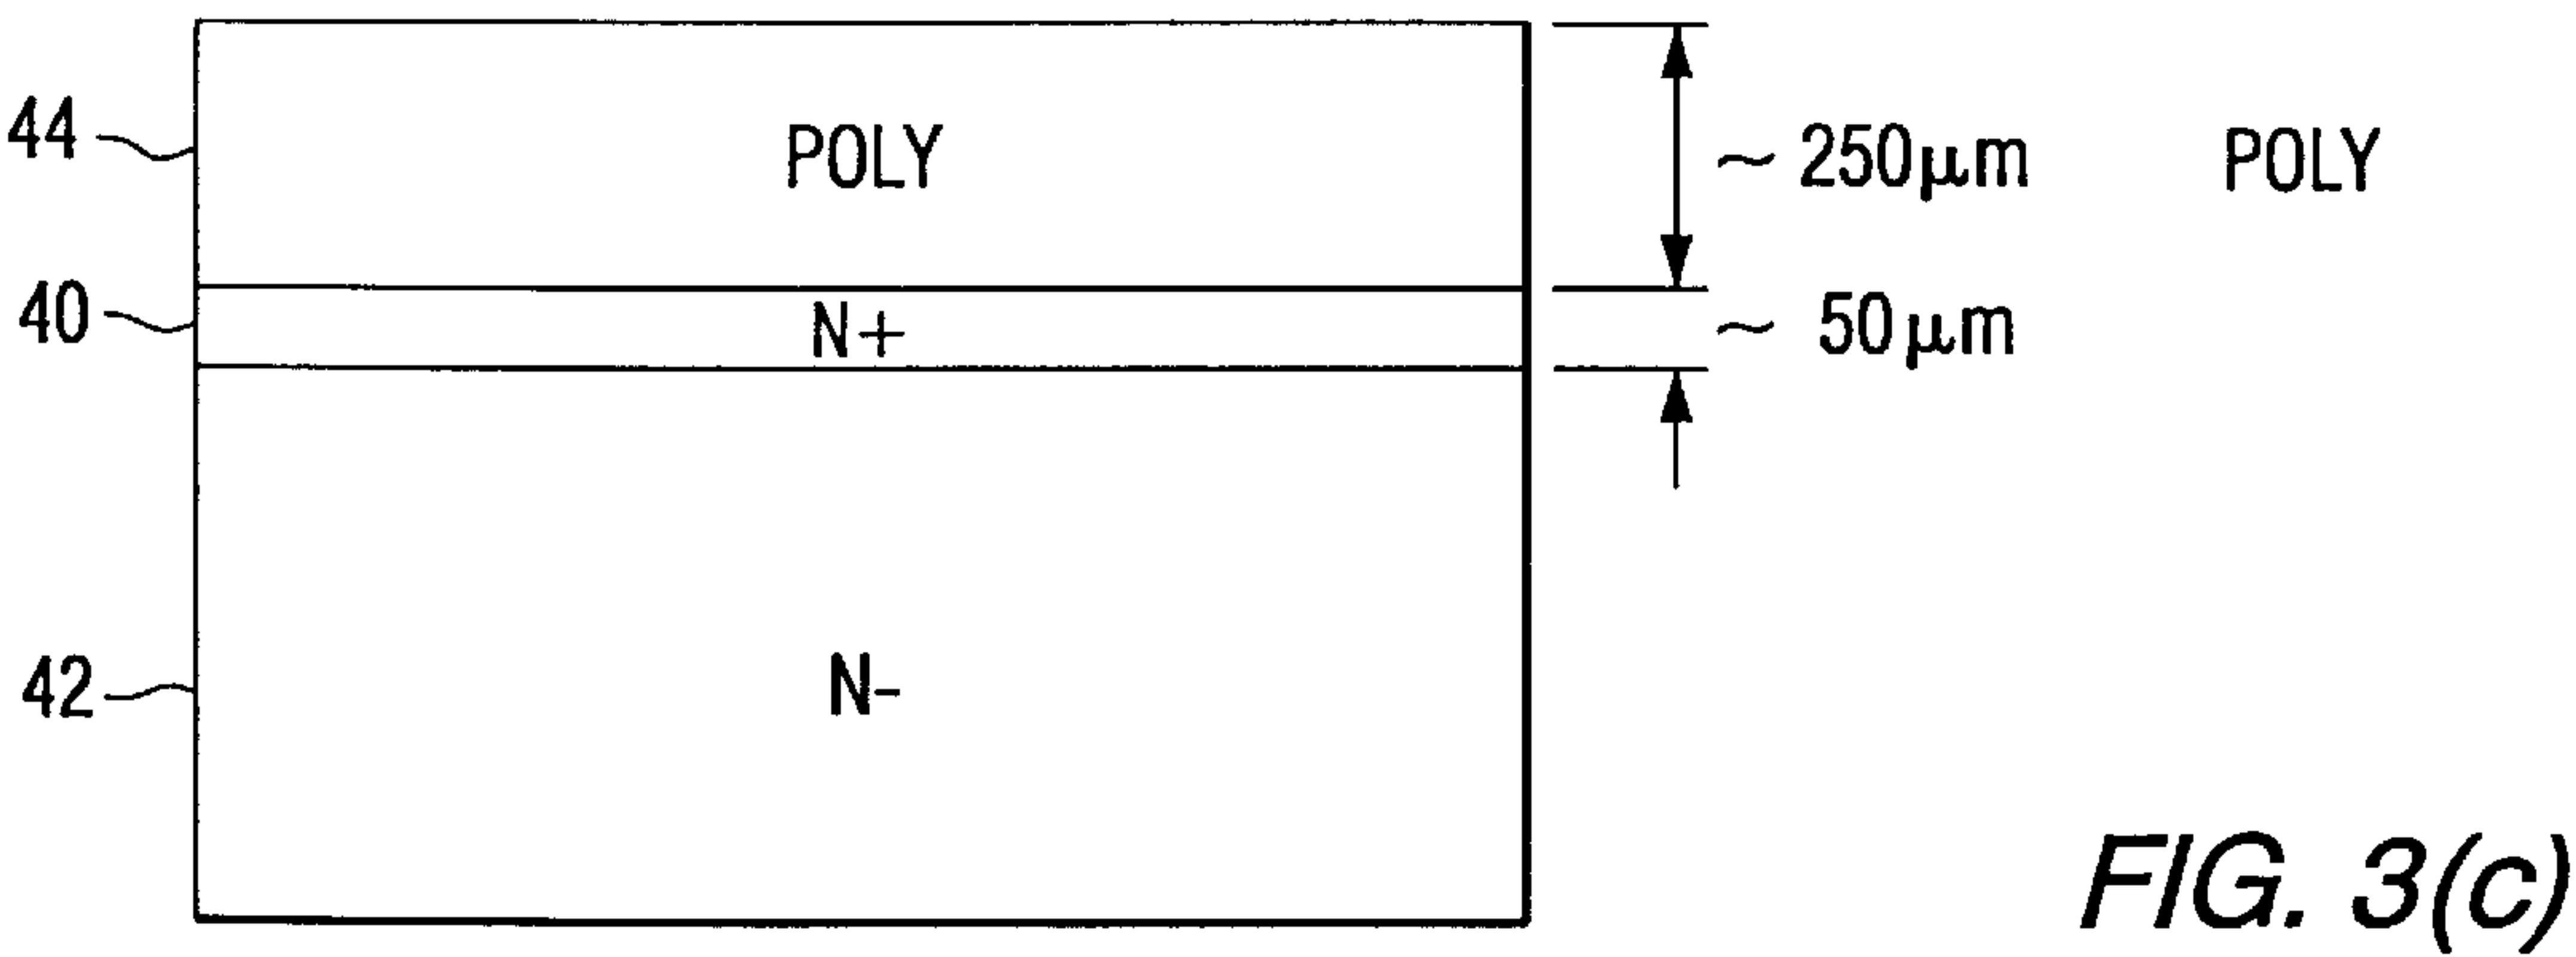 44
POLY
~ 250μm
POLY
40
N+
~ 50μm
42
N-
FIG. 3(c)